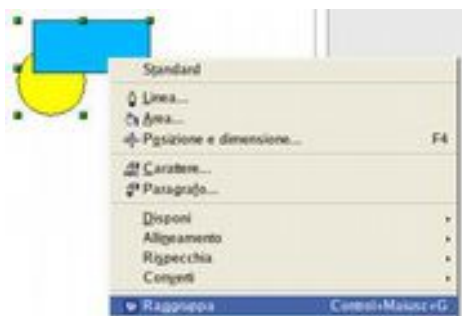 Standard
Linea...
Area...
Posizione e dimensione... F4
Carattere...
Paragrafo...
Disponi
Allineamento
Rispecchia
Converti
Raggruppa Control+Maiusc+G